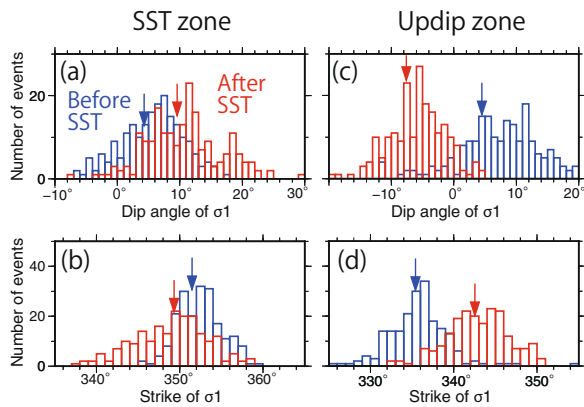 SST zone
Updip zone
Number of events
20
0
(a)
Before
SST
After
SST
−10° 0° 10° 20° 30°
Dip angle of σ1
(c)
−10° 0° 10° 20°
Dip angle of σ1
Number of events
40
20
0
(b)
340° 350° 360°
Strike of σ1
(d)
330° 340° 350°
Strike of σ1